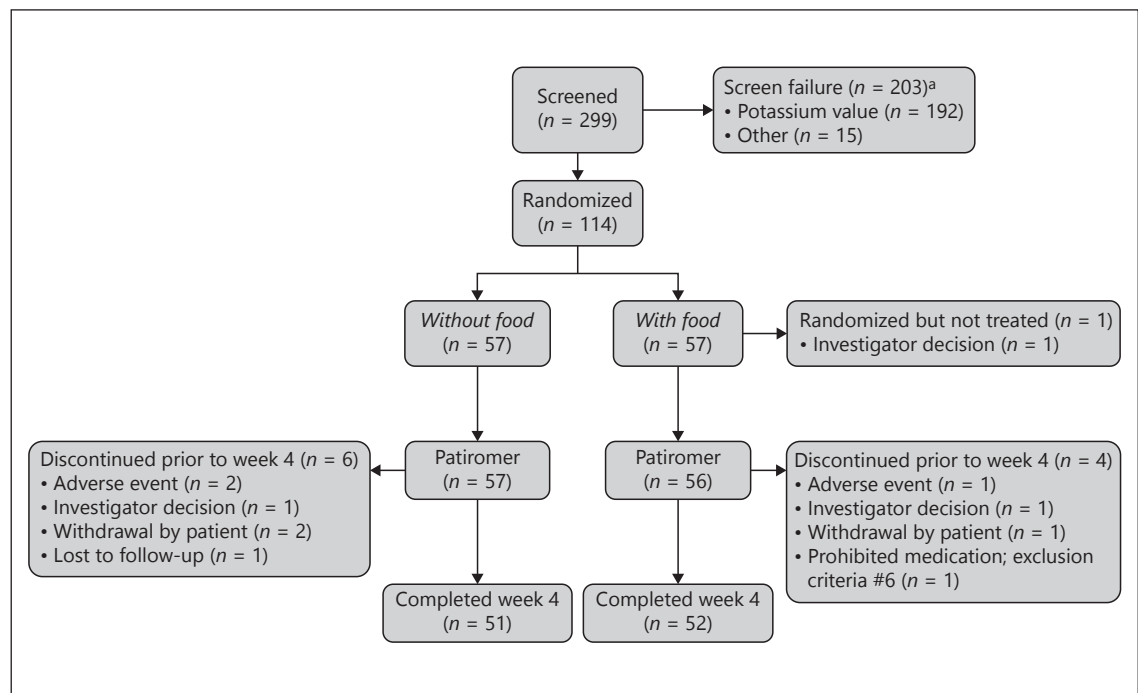 Screened
(n = 299)
Screen failure (n = 203)ª
• Potassium value (n = 192)
• Other (n = 15)
Randomized
(n = 114)
Without food
(n = 57)
With food
(n = 57)
Randomized but not treated (n = 1)
• Investigator decision (n = 1)
Discontinued prior to week 4 (n = 6)
• Adverse event (n = 2)
• Investigator decision (n = 1)
• Withdrawal by patient (n = 2)
• Lost to follow-up (n = 1)
Patiromer
(n = 57)
Patiromer
(n = 56)
Discontinued prior to week 4 (n = 4)
• Adverse event (n = 1)
• Investigator decision (n = 1)
• Withdrawal by patient (n = 1)
• Prohibited medication; exclusion
criteria #6 (n = 1)
Completed week 4
(n = 51)
Completed week 4
(n = 52)